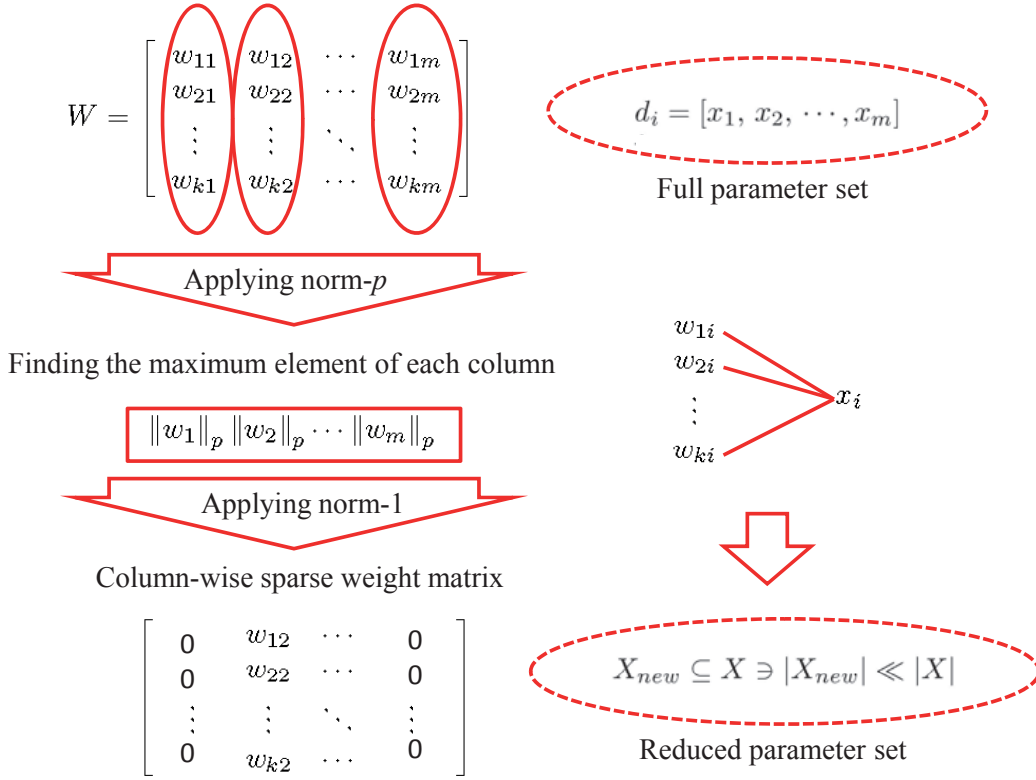 W = [ w11 w12 ⋯ w1m
w21 w22 ⋯ w2m
⋮ ⋮ ⋱ ⋮
wk1 wk2 ⋯ wkm ]
di = [x1, x2, ⋯, xm]
Full parameter set
Applying norm-p
Finding the maximum element of each column
‖w1‖p ‖w2‖p ⋯ ‖wm‖p
Applying norm-1
Column-wise sparse weight matrix
[ 0 w12 ⋯ 0
0 w22 ⋯ 0
⋮ ⋮ ⋱ ⋮
0 wk2 ⋯ 0 ]
w1i
w2i
⋮
wki
xi
Xnew ⊆ X ∋ |Xnew| ≪ |X|
Reduced parameter set